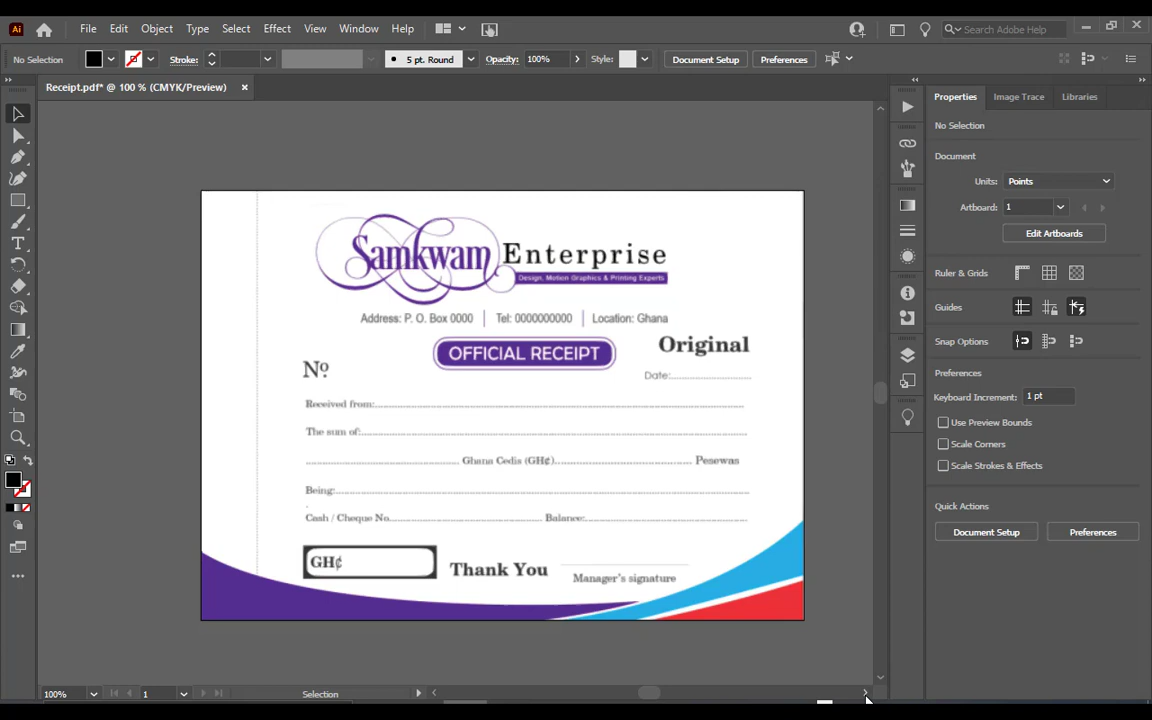 Ai File Edit Object Type Select Effect View Window Help Search Adobe Help
No Selection Stroke: 5 pt. Round Opacity: 100% Style: Document Setup Preferences
Receipt.pdf* @ 100 % (CMYK/Preview)
Properties Image Trace Libraries
No Selection
Document
Units: Points
Artboard: 1
Edit Artboards
Ruler & Grids
Guides
Snap Options
Preferences
Keyboard Increment: 1 pt
Use Preview Bounds
Scale Corners
Scale Strokes & Effects
Quick Actions
Document Setup Preferences
Samkwam Enterprise
Design, Motion Graphics & Printing Experts
Address: P. O. Box 0000 Tel: 0000000000 Location: Ghana
OFFICIAL RECEIPT
Original
Nº.
Date:
Received from:
The sum of:
Ghana Cedis (GH¢) Pesewas
Being:
Cash / Cheque No. Balance:
GH¢
Thank You
Manager's signature
100% 1 Selection